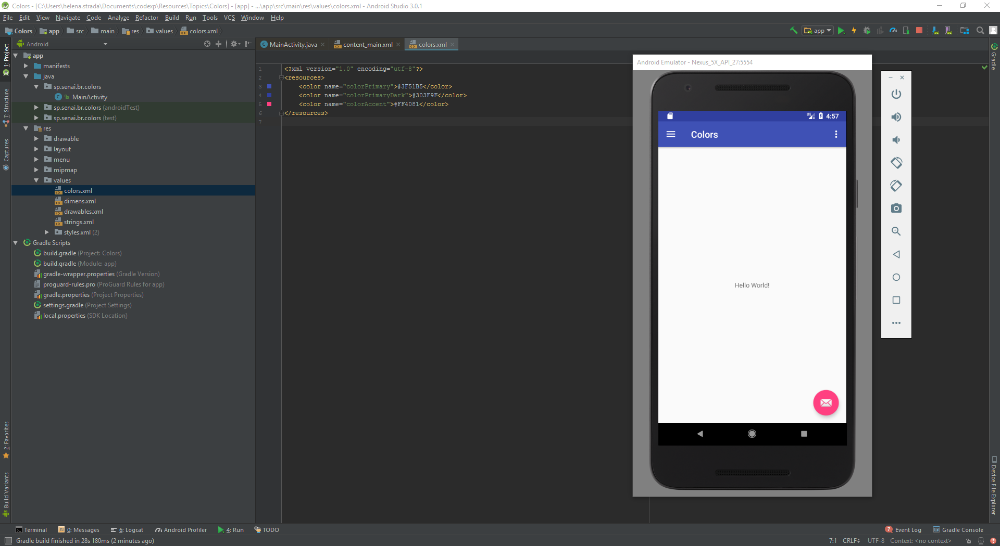 Colors - [C:\Users\helena.strada\Documents\codexp\Resources\Topics\Colors] - [app] - ...\app\src\main\res\values\colors.xml - Android Studio 3.0.1
File Edit View Navigate Code Analyze Refactor Build Run Tools VCS Window Help
Colors app src main res values colors.xml app
Android
MainActivity.java content_main.xml colors.xml
1: Project
7: Structure
Captures
2: Favorites
Build Variants
app
manifests
java
sp.senai.br.colors
MainActivity
sp.senai.br.colors (androidTest)
sp.senai.br.colors (test)
res
drawable
layout
menu
mipmap
values
colors.xml
dimens.xml
drawables.xml
strings.xml
styles.xml (2)
Gradle Scripts
build.gradle (Project: Colors)
build.gradle (Module: app)
gradle-wrapper.properties (Gradle Version)
proguard-rules.pro (ProGuard Rules for app)
gradle.properties (Project Properties)
settings.gradle (Project Settings)
local.properties (SDK Location)
1 <?xml version="1.0" encoding="utf-8"?>
2 <resources>
3 <color name="colorPrimary">#3F51B5</color>
4 <color name="colorPrimaryDark">#303F9F</color>
5 <color name="colorAccent">#FF4081</color>
6 </resources>
7
Android Emulator - Nexus_5X_API_27:5554
LTE 4:57
Colors
Hello World!
Gradle
Device File Explorer
Terminal 0: Messages 6: Logcat Android Profiler 4: Run TODO 7 Event Log Gradle Console
Gradle build finished in 28s 180ms (2 minutes ago) 7:1 CRLF UTF-8 Context: <no context>